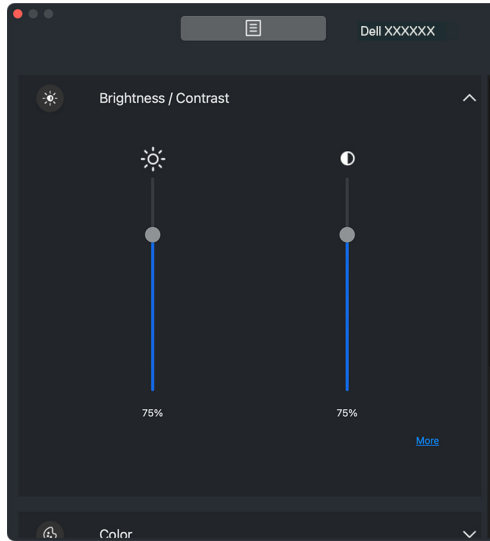 Dell XXXXXX
Brightness / Contrast
75%
75%
More
Color